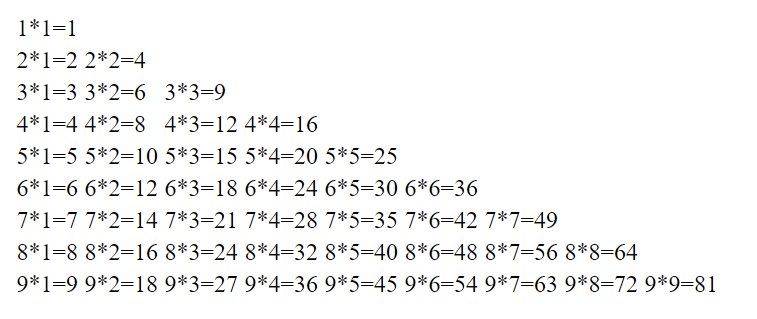 1*1=1
2*1=2 2*2=4
3*1=3 3*2=6 3*3=9
4*1=4 4*2=8 4*3=12 4*4=16
5*1=5 5*2=10 5*3=15 5*4=20 5*5=25
6*1=6 6*2=12 6*3=18 6*4=24 6*5=30 6*6=36
7*1=7 7*2=14 7*3=21 7*4=28 7*5=35 7*6=42 7*7=49
8*1=8 8*2=16 8*3=24 8*4=32 8*5=40 8*6=48 8*7=56 8*8=64
9*1=9 9*2=18 9*3=27 9*4=36 9*5=45 9*6=54 9*7=63 9*8=72 9*9=81